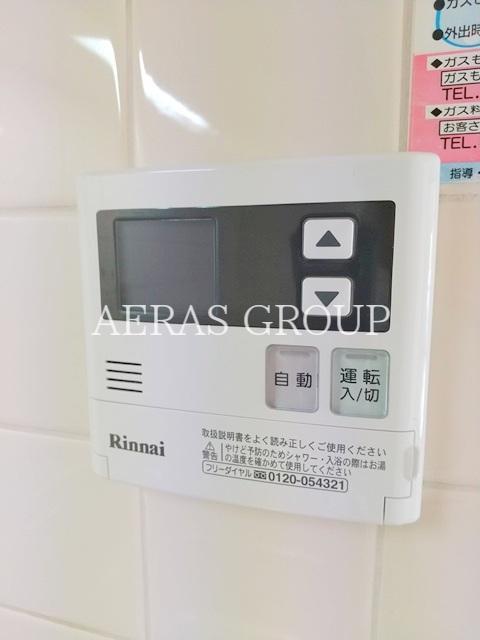 ●外出時
◆ガスも
ガスも
TEL.
◆ガス料
お客さ
TEL.
指導・
AERAS GROUP
自動
運転
入/切
Rinnai
取扱説明書をよく読み正しくご使用ください
警告
やけど予防のためシャワー・入浴の際はお湯
の温度を確かめて使用してください
フリーダイヤル 0120-054321